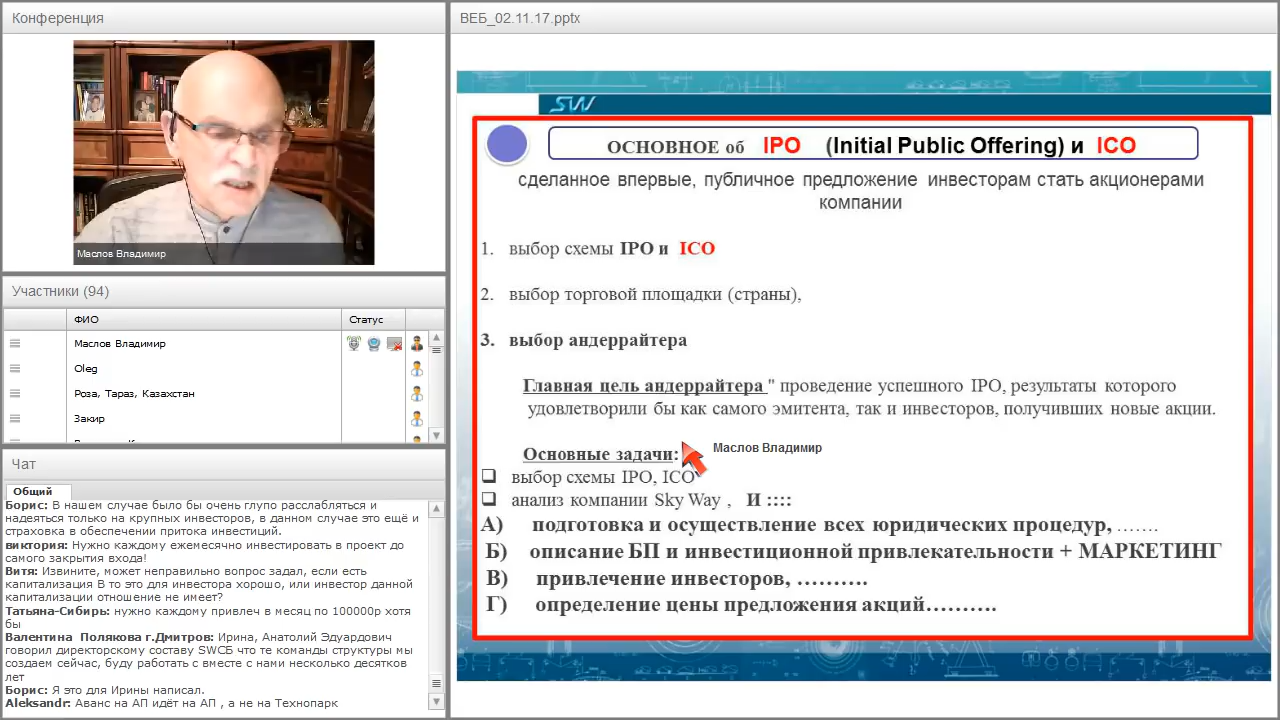 Конференция
Маслов Владимир
Участники (94)
ФИО
Статус
Маслов Владимир
Oleg
Роза, Тараз, Казахстан
Закир
Чат
Общий
Борис: В нашем случае было бы очень глупо расслабляться и
надеяться только на крупных инвесторов, в данном случае это ещё и
страховка в обеспечении притока инвестиций.
виктория: Нужно каждому ежемесячно инвестировать в проект до
самого закрытия входа!
Витя: Извините, может неправильно вопрос задал, если есть
капитализация В то это для инвестора хорошо, или инвестор данной
капитализации отношение не имеет?
Татьяна-Сибирь: нужно каждому привлеч в месяц по 100000р хотя
бы
Валентина Полякова г.Дмитров: Ирина, Анатолий Эдуардович
говорил директорскому составу SWCБ что те команды структуры мы
создаем сейчас, буду работать с вместе с нами несколько десятков
лет
Борис: Я это для Ирины написал.
Aleksandr: Аванс на АП идёт на АП , а не на Технопарк
ВЕБ_02.11.17.pptx
SW
ОСНОВНОЕ об IPO (Initial Public Offering) и ICO
сделанное впервые, публичное предложение инвесторам стать акционерами
компании
1. выбор схемы IPO и ICO
2. выбор торговой площадки (страны),
3. выбор андеррайтера
Главная цель андеррайтера " проведение успешного IPO, результаты которого
удовлетворили бы как самого эмитента, так и инвесторов, получивших новые акции.
Маслов Владимир
Основные задачи:
выбор схемы IPO, ICO
анализ компании Sky Way , И ::::
А) подготовка и осуществление всех юридических процедур, .......
Б) описание БП и инвестиционной привлекательности + МАРКЕТИНГ
В) привлечение инвесторов, ……….
Г) определение цены предложения акций……….